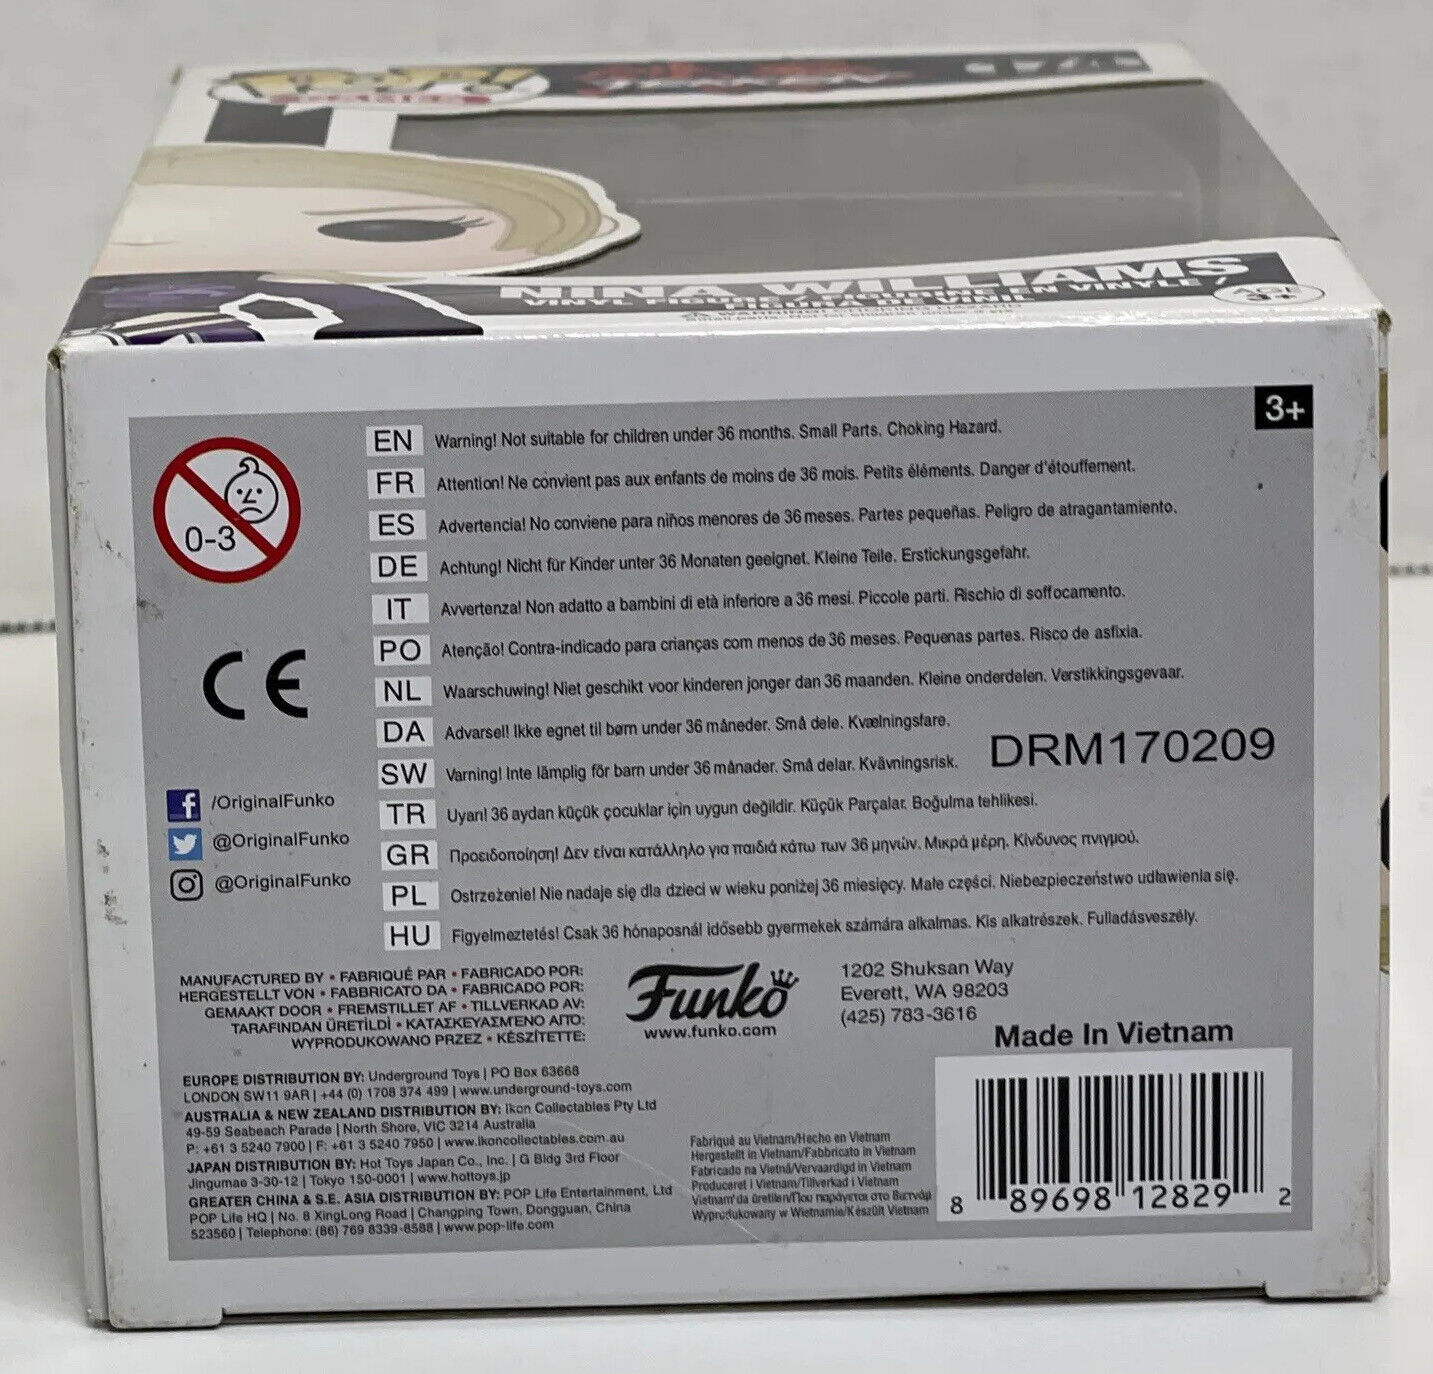 POP!
TEKKEN
NINA WILLIAMS
VINYL FIGURE / FIGURINE EN VINYLE /
FIGURA DE VINIL
3+
EN Warning! Not suitable for children under 36 months. Small Parts. Choking Hazard.
FR Attention! Ne convient pas aux enfants de moins de 36 mois. Petits éléments. Danger d'étouffement.
ES Advertencia! No conviene para niños menores de 36 meses. Partes pequeñas. Peligro de atragantamiento.
DE Achtung! Nicht für Kinder unter 36 Monaten geeignet. Kleine Teile. Erstickungsgefahr.
0-3
IT Avvertenza! Non adatto a bambini di età inferiore a 36 mesi. Piccole parti. Rischio di soffocamento.
PO Atenção! Contra-indicado para crianças com menos de 36 meses. Pequenas partes. Risco de asfixia.
CE
NL Waarschuwing! Niet geschikt voor kinderen jonger dan 36 maanden. Kleine onderdelen. Verstikkingsgevaar.
DA Advarsel! Ikke egnet til børn under 36 måneder. Små dele. Kvælningsfare.
SW Varning! Inte lämplig för barn under 36 månader. Små delar. Kvävningsrisk.
DRM170209
TR Uyarı! 36 aydan küçük çocuklar için uygun değildir. Küçük Parçalar. Boğulma tehlikesi.
GR Προειδοποίηση! Δεν είναι κατάλληλο για παιδιά κάτω των 36 μηνών. Μικρά μέρη. Κίνδυνος πνιγμού.
PL Ostrzeżenie! Nie nadaje się dla dzieci w wieku poniżej 36 miesięcy. Małe części. Niebezpieczeństwo udławienia się.
HU Figyelmeztetés! Csak 36 hónaposnál idősebb gyermekek számára alkalmas. Kis alkatrészek. Fulladásveszély.
f /OriginalFunko
@OriginalFunko
@OriginalFunko
MANUFACTURED BY • FABRIQUÉ PAR • FABRICADO POR:
HERGESTELLT VON • FABBRICATO DA • FABRICADO POR:
GEMAAKT DOOR • FREMSTILLET AF • TILLVERKAD AV:
TARAFINDAN ÜRETİLDİ • ΚΑΤΑΣΚΕΥΑΣΜΈΝΟ ΑΠΌ:
WYPRODUKOWANO PRZEZ • KÉSZÍTETTE:
Funko
www.funko.com
1202 Shuksan Way
Everett, WA 98203
(425) 783-3616
Made In Vietnam
EUROPE DISTRIBUTION BY: Underground Toys | PO Box 63668
LONDON SW11 9AR | +44 (0) 1708 374 499 | www.underground-toys.com
AUSTRALIA & NEW ZEALAND DISTRIBUTION BY: Ikon Collectables Pty Ltd
49-59 Seabeach Parade | North Shore, VIC 3214 Australia
P: +61 3 5240 7900 | F: +61 3 5240 7950 | www.ikoncollectables.com.au
JAPAN DISTRIBUTION BY: Hot Toys Japan Co., Inc. | G Bldg 3rd Floor
Jingumae 3-30-12 | Tokyo 150-0001 | www.hottoys.jp
GREATER CHINA & S.E. ASIA DISTRIBUTION BY: POP Life Entertainment, Ltd
POP Life HQ | No. 8 XingLong Road | Changping Town, Dongguan, China
523560 | Telephone: (86) 769 8339-8588 | www.pop-life.com
Fabriqué au Vietnam/Hecho en Vietnam
Hergestellt in Vietnam/Fabbricato in Vietnam
Fabricado na Vietnã/Vervaardigd in Vietnam
Produceret i Vietnam/Tillverkad i Vietnam
Vietnam'da üretilen/Που παράγεται στο Βιετνάμ
Wyprodukowany w Wietnamie/Készült Vietnam
8 89698 12829 2